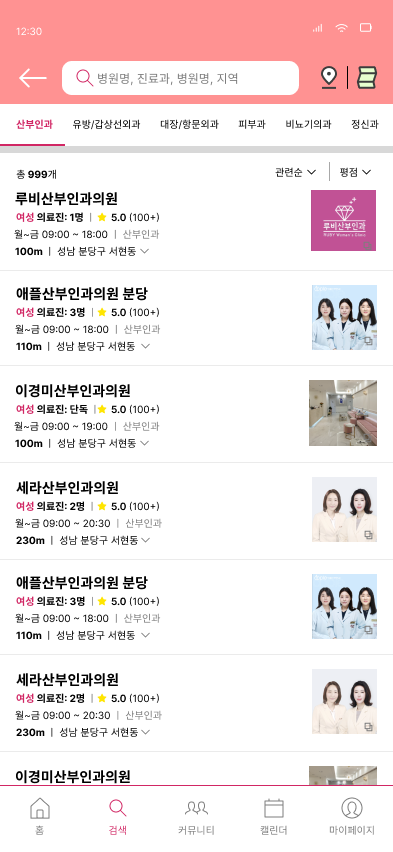 12:30
병원명, 진료과, 병원명, 지역
산부인과 유방/갑상선외과 대장/항문외과 피부과 비뇨기의과 정신과
총 999개 관련순 평점
루비산부인과의원
여성 의료진: 1명 | 5.0 (100+)
월~금 09:00 ~ 18:00 | 산부인과
100m | 성남 분당구 서현동
루비산부인과
RUBY Women's Clinic
애플산부인과의원 분당
여성 의료진: 3명 | 5.0 (100+)
월~금 09:00 ~ 18:00 | 산부인과
110m | 성남 분당구 서현동
이경미산부인과의원
여성 의료진: 단독 | 5.0 (100+)
월~금 09:00 ~ 19:00 | 산부인과
100m | 성남 분당구 서현동
세라산부인과의원
여성 의료진: 2명 | 5.0 (100+)
월~금 09:00 ~ 20:30 | 산부인과
230m | 성남 분당구 서현동
애플산부인과의원 분당
여성 의료진: 3명 | 5.0 (100+)
월~금 09:00 ~ 18:00 | 산부인과
110m | 성남 분당구 서현동
세라산부인과의원
여성 의료진: 2명 | 5.0 (100+)
월~금 09:00 ~ 20:30 | 산부인과
230m | 성남 분당구 서현동
이경미산부인과의원
홈 검색 커뮤니티 캘린더 마이페이지